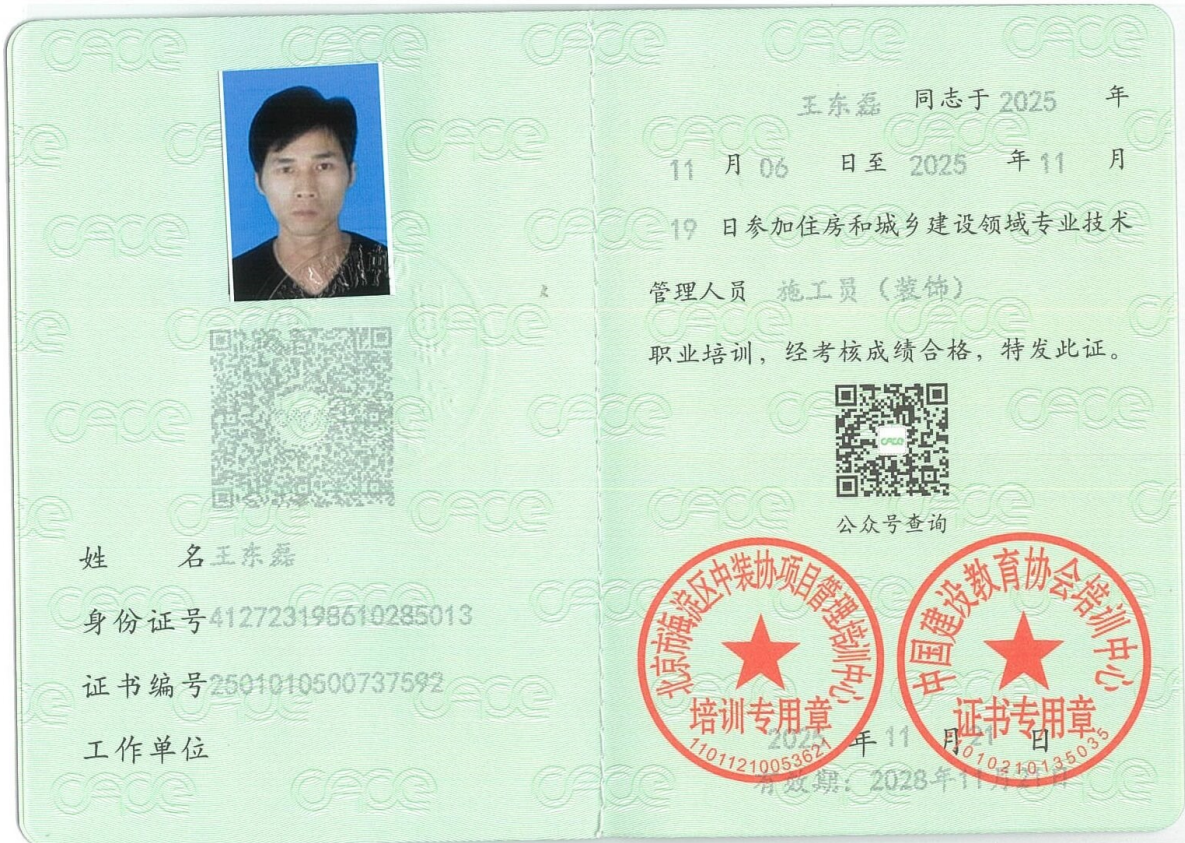 姓 名 王东磊
身份证号 412723198610285013
证书编号 2501010500737592
工作单位
王东磊 同志于 2025 年
11 月 06 日至 2025 年 11 月
19 日参加住房和城乡建设领域专业技术
管理人员 施工员（装饰）
职业培训，经考核成绩合格，特发此证。
公众号查询
北京市海淀区中装协项目管理培训中心
培训专用章
11011210053621
中国建设教育协会培训中心
证书专用章
11010210135035
2025 年 11 月 21 日
有效期：2028年11月21日
CACE